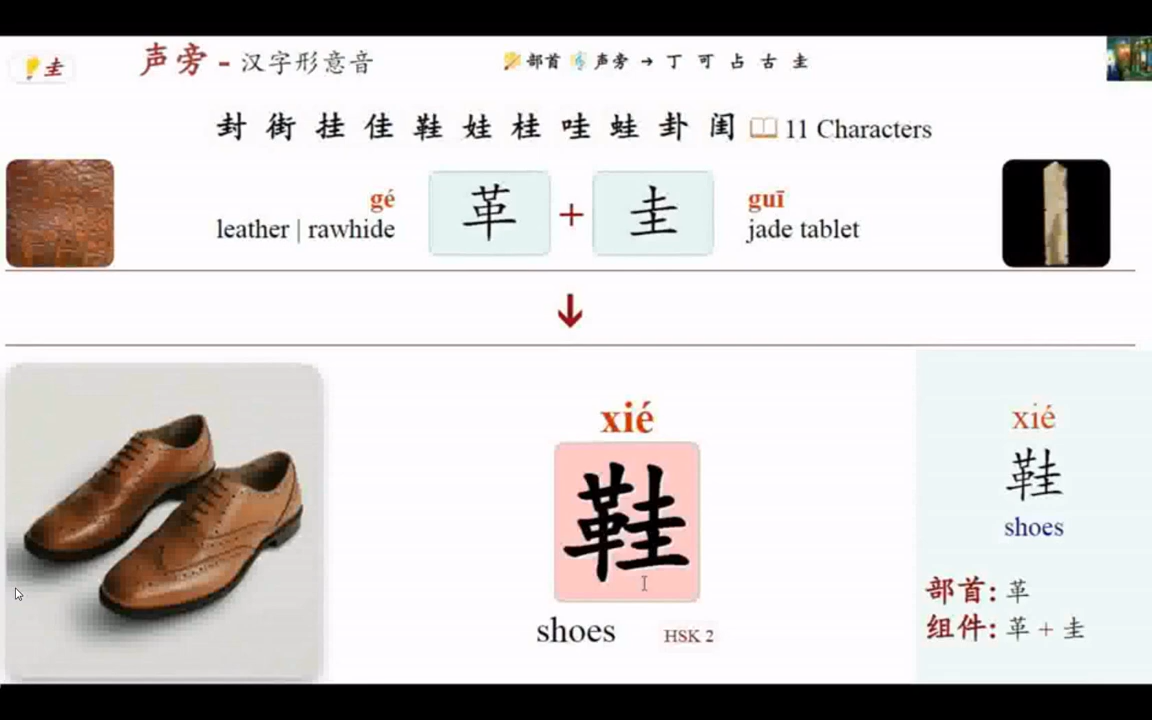 圭
声旁 - 汉字形意音
部首 声旁 → 丁 可 占 古 圭
封 街 挂 佳 鞋 娃 桂 哇 蛙 卦 闺 11 Characters
gé
leather | rawhide
革 + 圭
guī
jade tablet
xié
鞋
shoes HSK 2
xié
鞋
shoes
部首: 革
组件: 革 + 圭